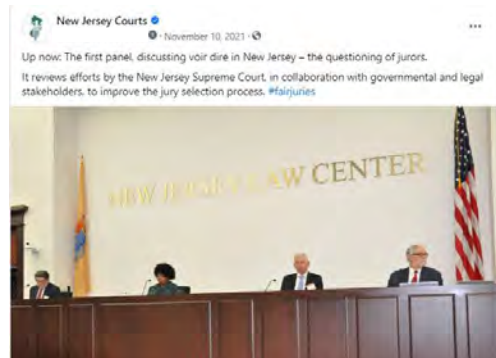 New Jersey Courts
November 10, 2021 ·
Up now: The first panel, discussing voir dire in New Jersey – the questioning of jurors.
It reviews efforts by the New Jersey Supreme Court, in collaboration with governmental and legal
stakeholders, to improve the jury selection process. #fairjuries
NEW JERSEY LAW CENTER